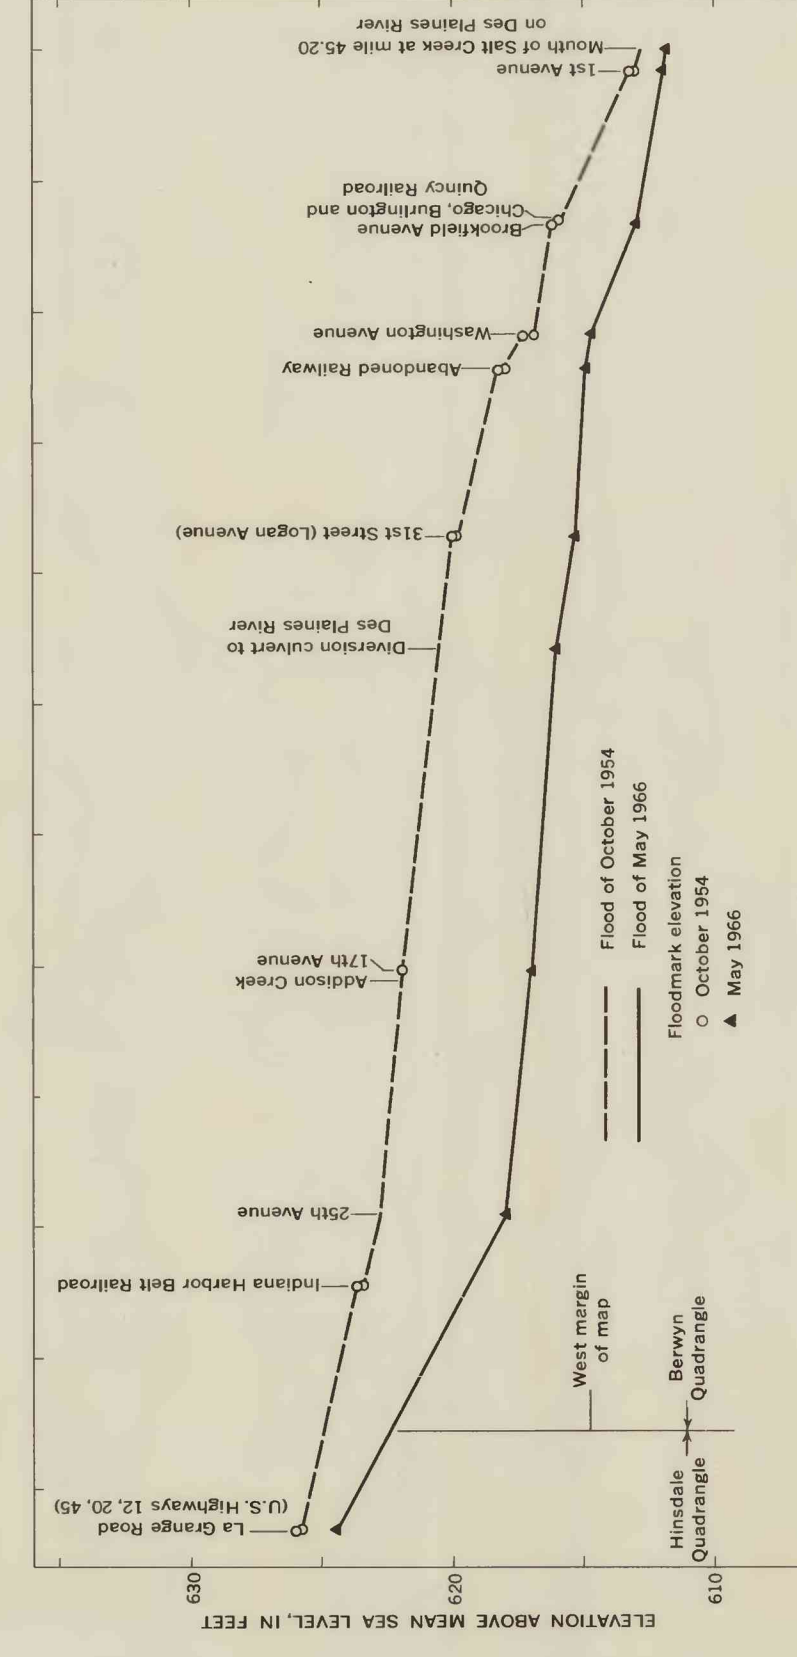 La Grange Road
(U.S. Highways 12, 20, 45)
Indiana Harbor Belt Railroad
25th Avenue
Addison Creek
17th Avenue
Diversion culvert to
Des Plaines River
31st Street (Logan Avenue)
Abandoned Railway
Washington Avenue
Brookfield Avenue
Chicago, Burlington and
Quincy Railroad
1st Avenue
Mouth of Salt Creek at mile 45.20
on Des Plaines River
ELEVATION ABOVE MEAN SEA LEVEL, IN FEET
630
620
610
West margin
of map
Hinsdale
Quadrangle
Berwyn
Quadrangle
Flood of October 1954
Flood of May 1966
Floodmark elevation
October 1954
May 1966